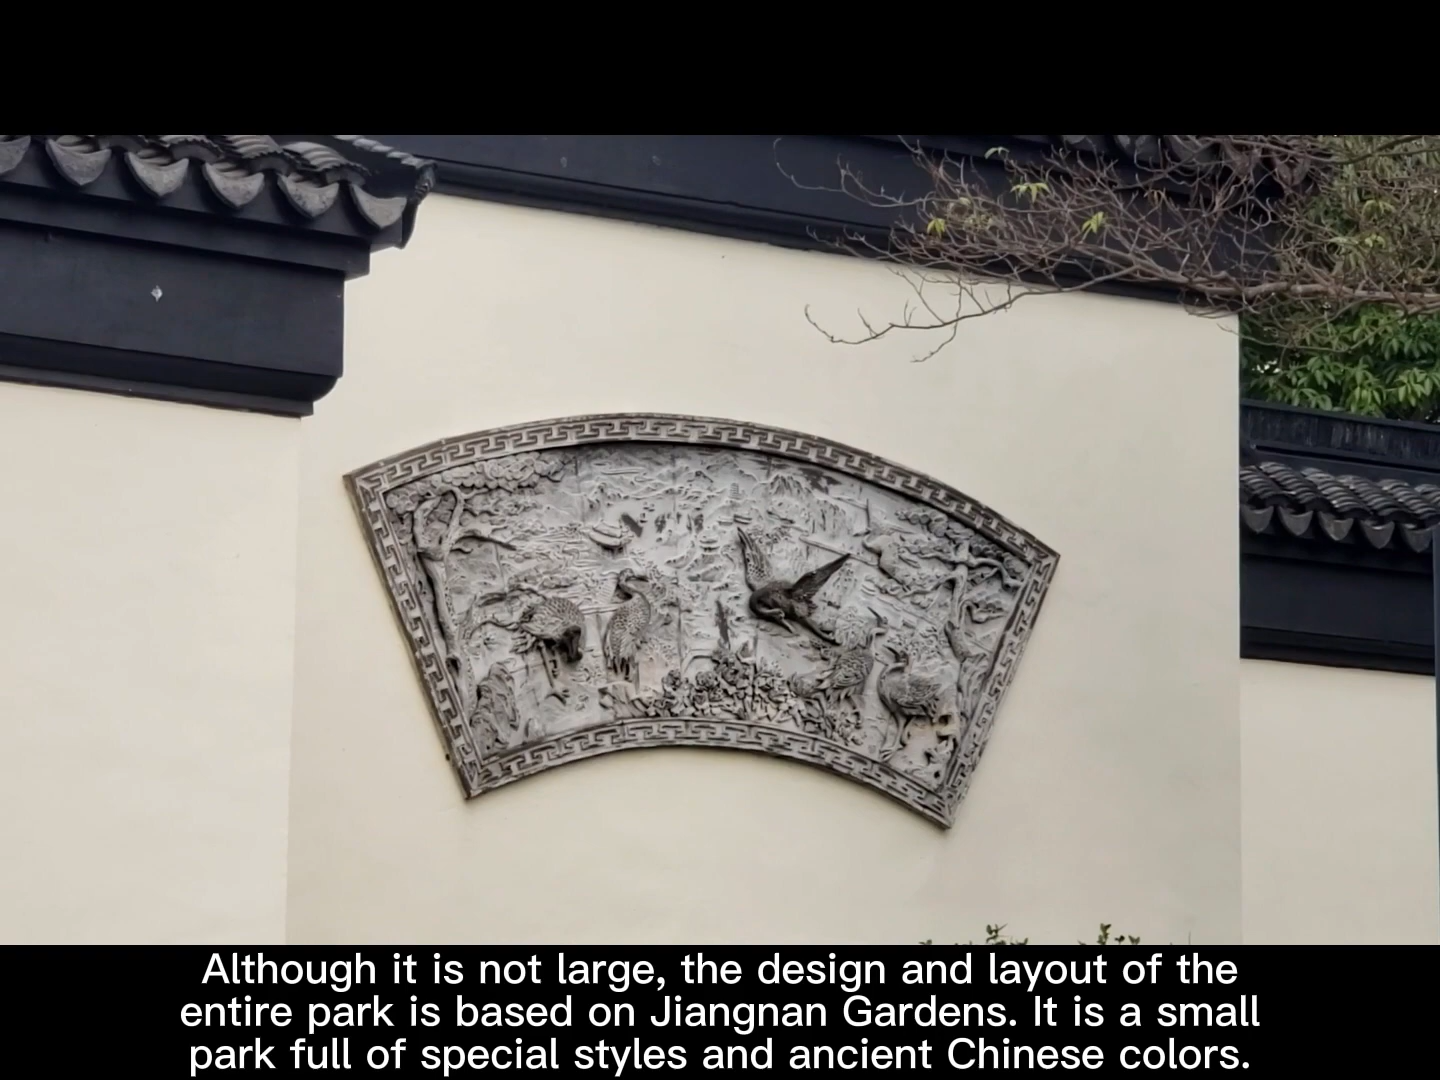 Although it is not large, the design and layout of the
entire park is based on Jiangnan Gardens. It is a small
park full of special styles and ancient Chinese colors.